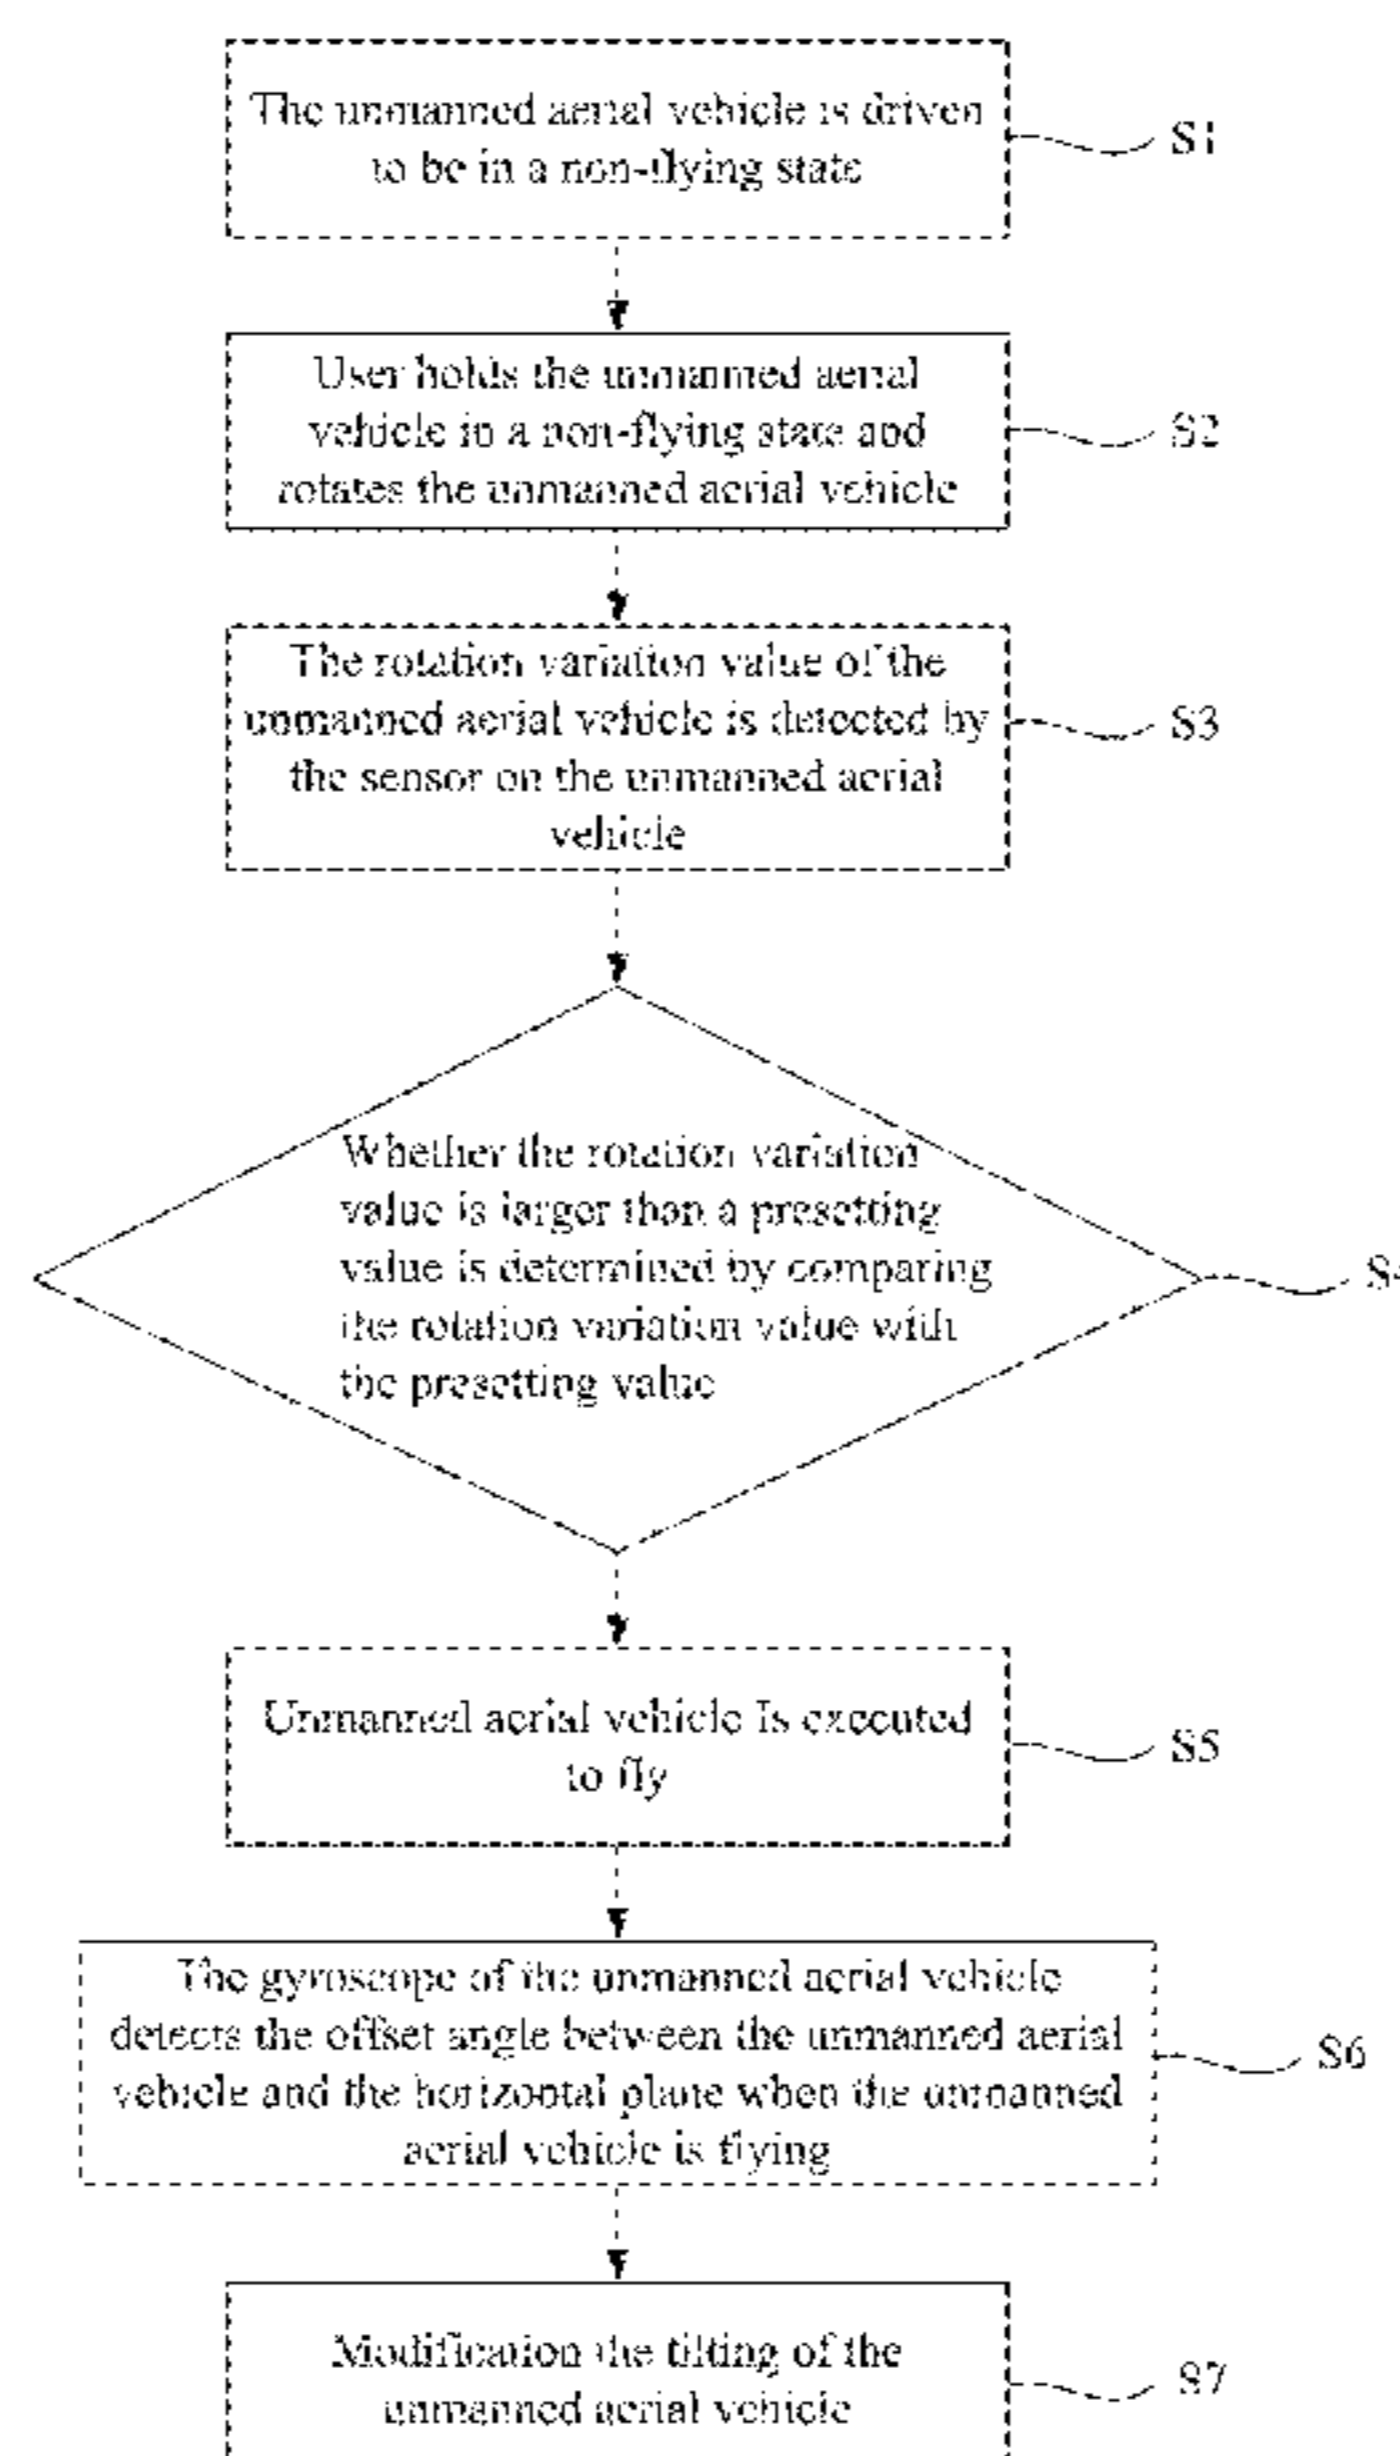 The unmanned aerial vehicle is driven
to be in a non-flying state
S1
User holds the unmanned aerial
vehicle in a non-flying state and
rotates the unmanned aerial vehicle
S2
The rotation variation value of the
unmanned aerial vehicle is detected by
the sensor on the unmanned aerial
vehicle
S3
Whether the rotation variation
value is larger than a presetting
value is determined by comparing
the rotation variation value with
the presetting value
S4
Unmanned aerial vehicle is executed
to fly
S5
The gyroscope of the unmanned aerial vehicle
detects the offset angle between the unmanned aerial
vehicle and the horizontal plane when the unmanned
aerial vehicle is flying
S6
Modification the tilting of the
unmanned aerial vehicle
S7